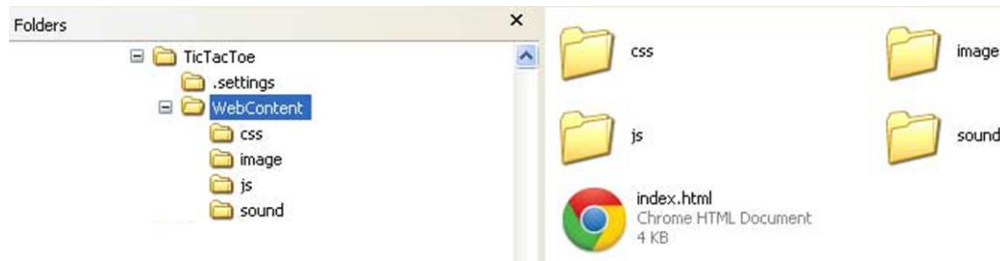 Folders
TicTacToe
.settings
WebContent
css
image
js
sound
css
image
js
sound
index.html
Chrome HTML Document
4 KB